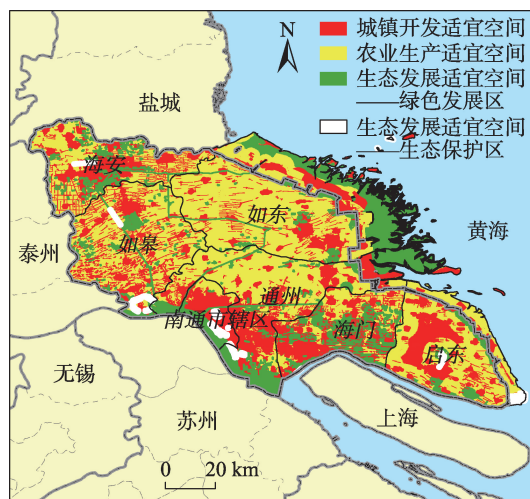 城镇开发适宜空间
农业生产适宜空间
生态发展适宜空间
绿色发展区
生态发展适宜空间
生态保护区
N
盐城
海安
如东
黄海
泰州
如皋
通州
南通市辖区
海门
启东
无锡
苏州
上海
0 20 km